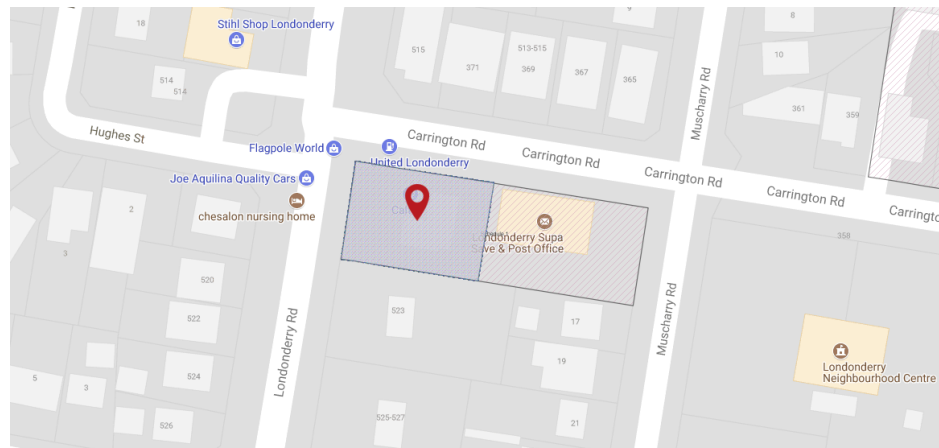 Stihl Shop Londonderry
18
514
514
Hughes St
515
371
513-515
369
367
365
8
10
361
359
Muscharry Rd
Carrington Rd
Carrington Rd
Carrington Rd
Carrington Rd
Flagpole World
United Londonderry
Joe Aquilina Quality Cars
chesalon nursing home
Londonderry Supa
Save & Post Office
358
2
3
520
522
524
526
5
3
Londonderry Rd
523
525-527
17
19
21
Muscharry Rd
Londonderry
Neighbourhood Centre